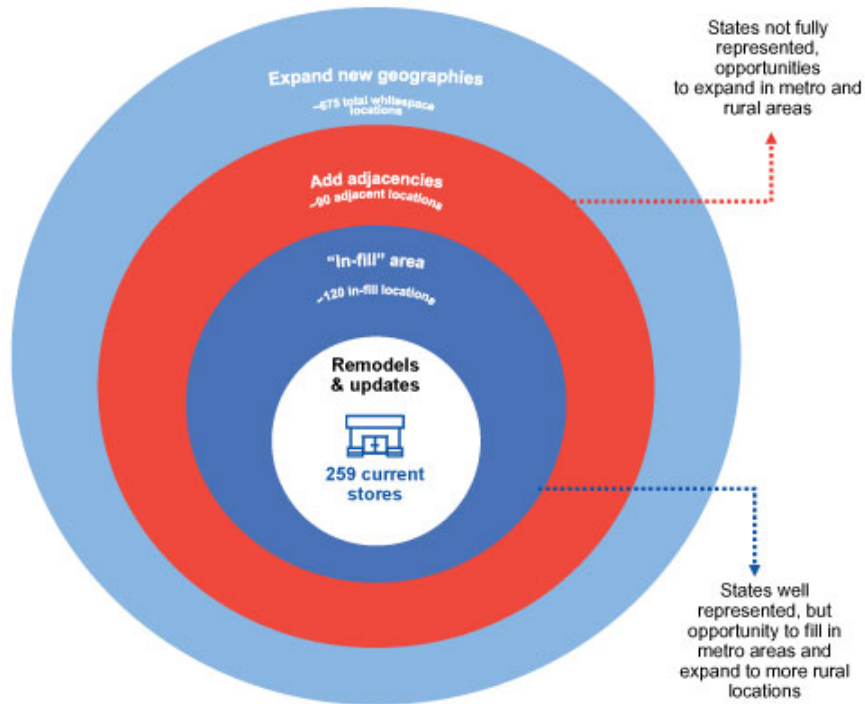 Expand new geographies
~675 total whitespace
locations
Add adjacencies
~90 adjacent locations
"In-fill" area
~120 in-fill locations
Remodels
& updates
259 current
stores
States not fully
represented,
opportunities
to expand in metro and
rural areas
States well
represented, but
opportunity to fill in
metro areas and
expand to more rural
locations